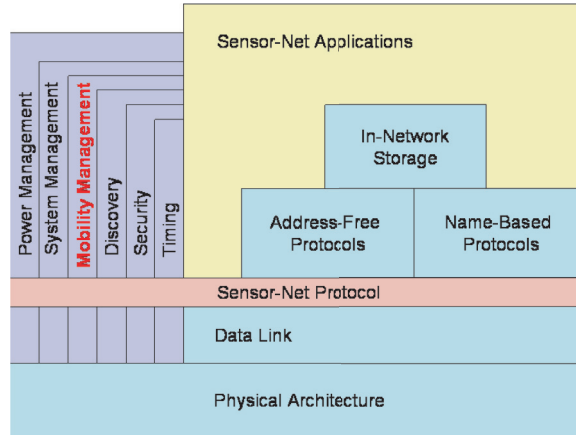 Sensor-Net Applications
In-Network
Storage
Address-Free
Protocols
Name-Based
Protocols
Power Management
System Management
Mobility Management
Discovery
Security
Timing
Sensor-Net Protocol
Data Link
Physical Architecture